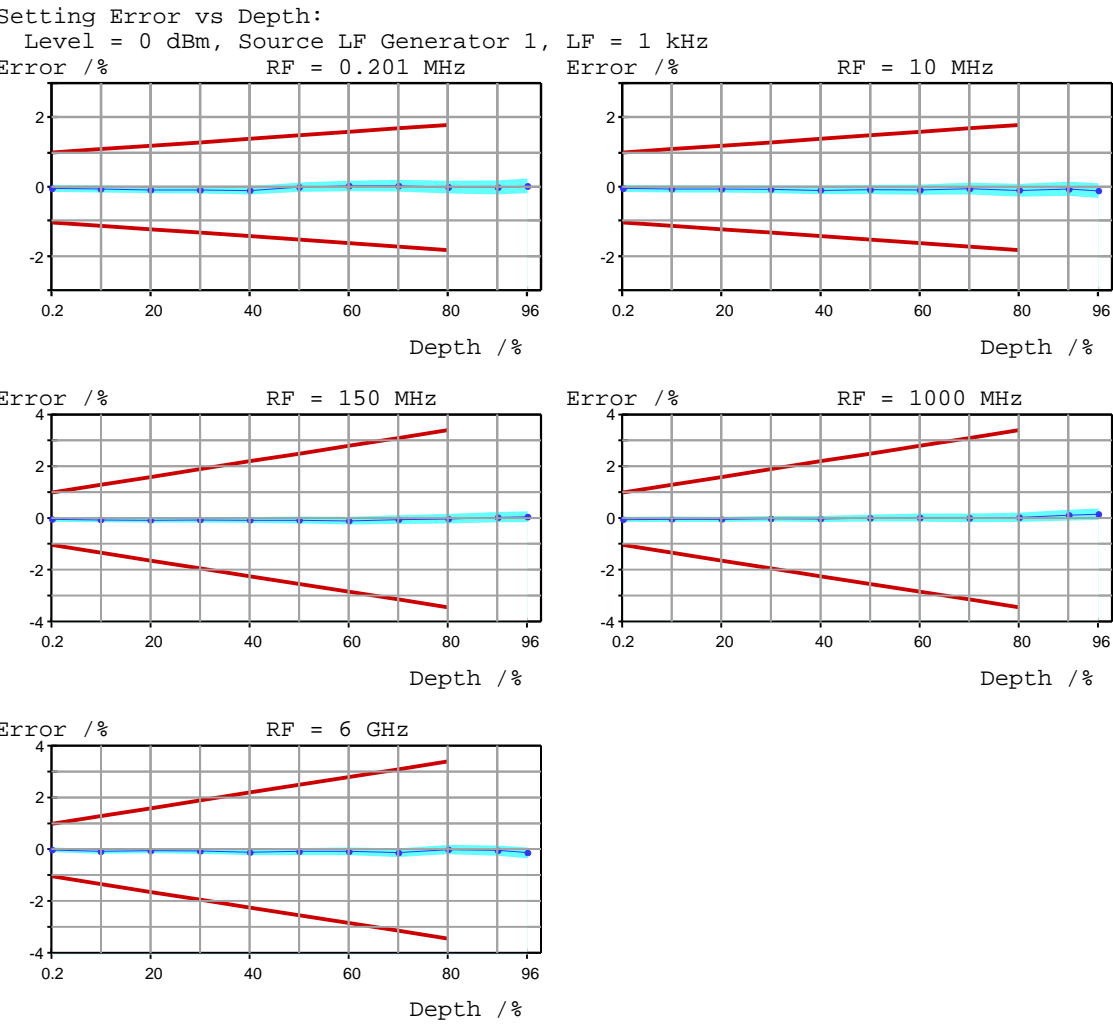 Setting Error vs Depth:
Level = 0 dBm, Source LF Generator 1, LF = 1 kHz
Error /% RF = 0.201 MHz
2
0
-2
0.2 20 40 60 80 96
Depth /%
Error /% RF = 10 MHz
2
0
-2
0.2 20 40 60 80 96
Depth /%
Error /% RF = 150 MHz
4
2
0
-2
-4
0.2 20 40 60 80 96
Depth /%
Error /% RF = 1000 MHz
4
2
0
-2
-4
0.2 20 40 60 80 96
Depth /%
Error /% RF = 6 GHz
4
2
0
-2
-4
0.2 20 40 60 80 96
Depth /%